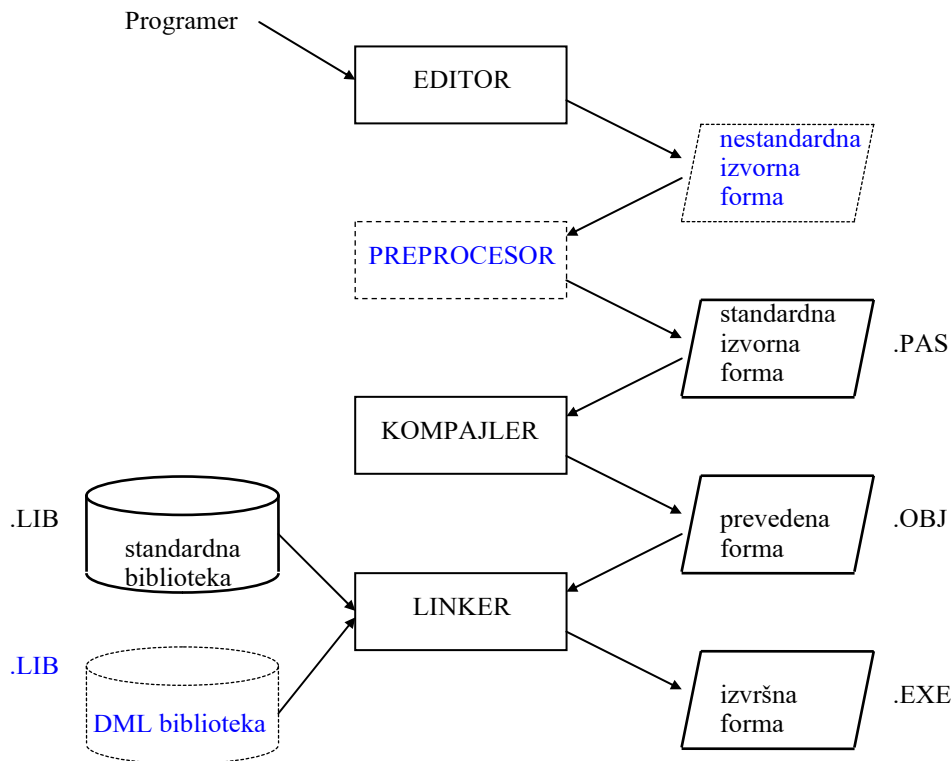 Programer
EDITOR
nestandardna
izvorna
forma
PREPROCESOR
standardna
izvorna
forma
.PAS
KOMPAJLER
.LIB
standardna
biblioteka
prevedena
forma
.OBJ
LINKER
.LIB
DML biblioteka
izvršna
forma
.EXE